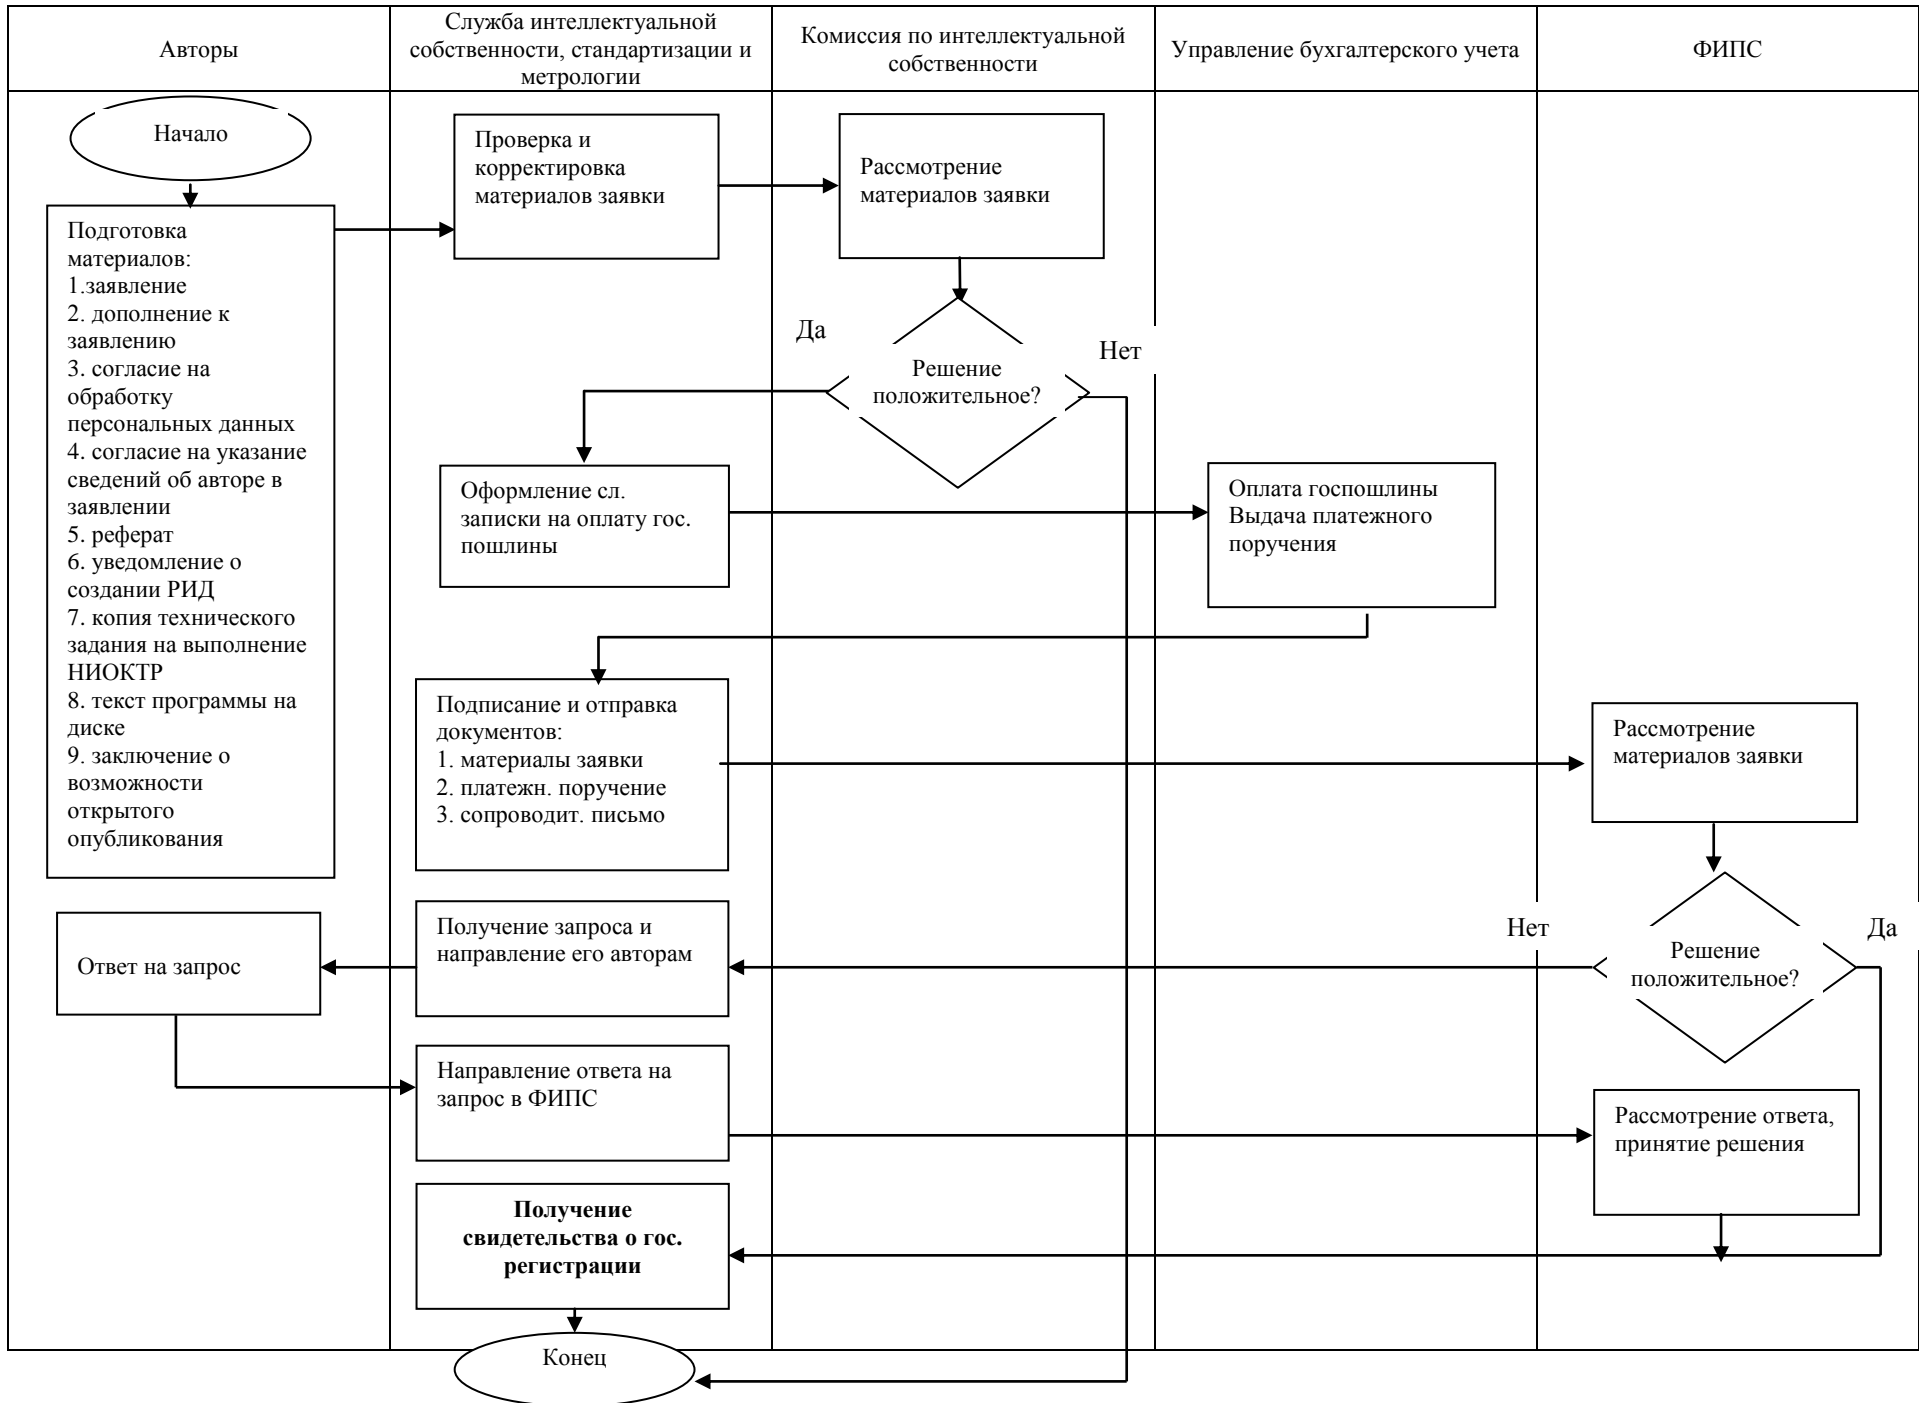 Авторы
Служба интеллектуальной
собственности, стандартизации и
метрологии
Комиссия по интеллектуальной
собственности
Управление бухгалтерского учета
ФИПС
Начало
Подготовка
материалов:
1.заявление
2. дополнение к
заявлению
3. согласие на
обработку
персональных данных
4. согласие на указание
сведений об авторе в
заявлении
5. реферат
6. уведомление о
создании РИД
7. копия технического
задания на выполнение
НИОКТР
8. текст программы на
диске
9. заключение о
возможности
открытого
опубликования
Проверка и
корректировка
материалов заявки
Рассмотрение
материалов заявки
Да
Нет
Решение
положительное?
Оформление сл.
записки на оплату гос.
пошлины
Оплата госпошлины
Выдача платежного
поручения
Подписание и отправка
документов:
1. материалы заявки
2. платежн. поручение
3. сопроводит. письмо
Рассмотрение
материалов заявки
Нет
Да
Решение
положительное?
Получение запроса и
направление его авторам
Ответ на запрос
Направление ответа на
запрос в ФИПС
Рассмотрение ответа,
принятие решения
Получение
свидетельства о гос.
регистрации
Конец